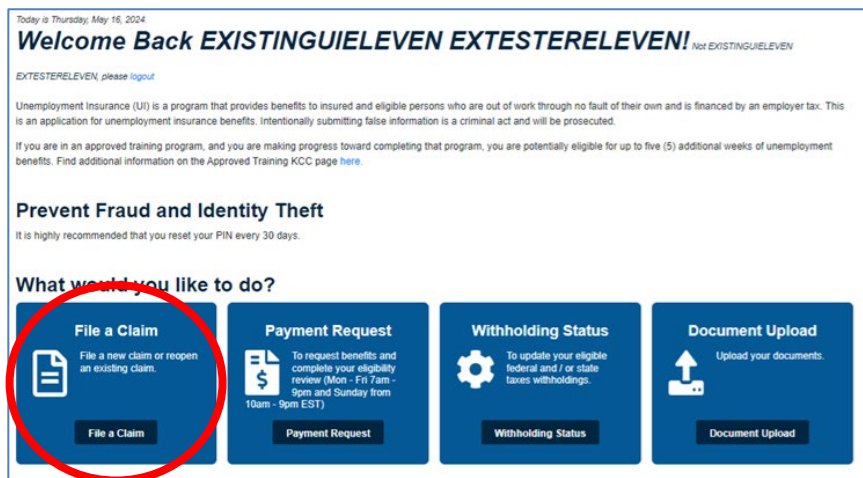 Today is Thursday, May 16, 2024
Welcome Back EXISTINGUIELEVEN EXTESTERELEVEN! Not EXISTINGUIELEVEN
EXTESTERELEVEN, please logout
Unemployment Insurance (UI) is a program that provides benefits to insured and eligible persons who are out of work through no fault of their own and is financed by an employer tax. This
is an application for unemployment insurance benefits. Intentionally submitting false information is a criminal act and will be prosecuted.
If you are in an approved training program, and you are making progress toward completing that program, you are potentially eligible for up to five (5) additional weeks of unemployment
benefits. Find additional information on the Approved Training KCC page here.
Prevent Fraud and Identity Theft
It is highly recommended that you reset your PIN every 30 days.
What would you like to do?
File a Claim
File a new claim or reopen
an existing claim.
File a Claim
Payment Request
To request benefits and
complete your eligibility
review (Mon - Fri 7am -
9pm and Sunday from
10am - 9pm EST)
Payment Request
Withholding Status
To update your eligible
federal and / or state
taxes withholdings.
Withholding Status
Document Upload
Upload your documents.
Document Upload